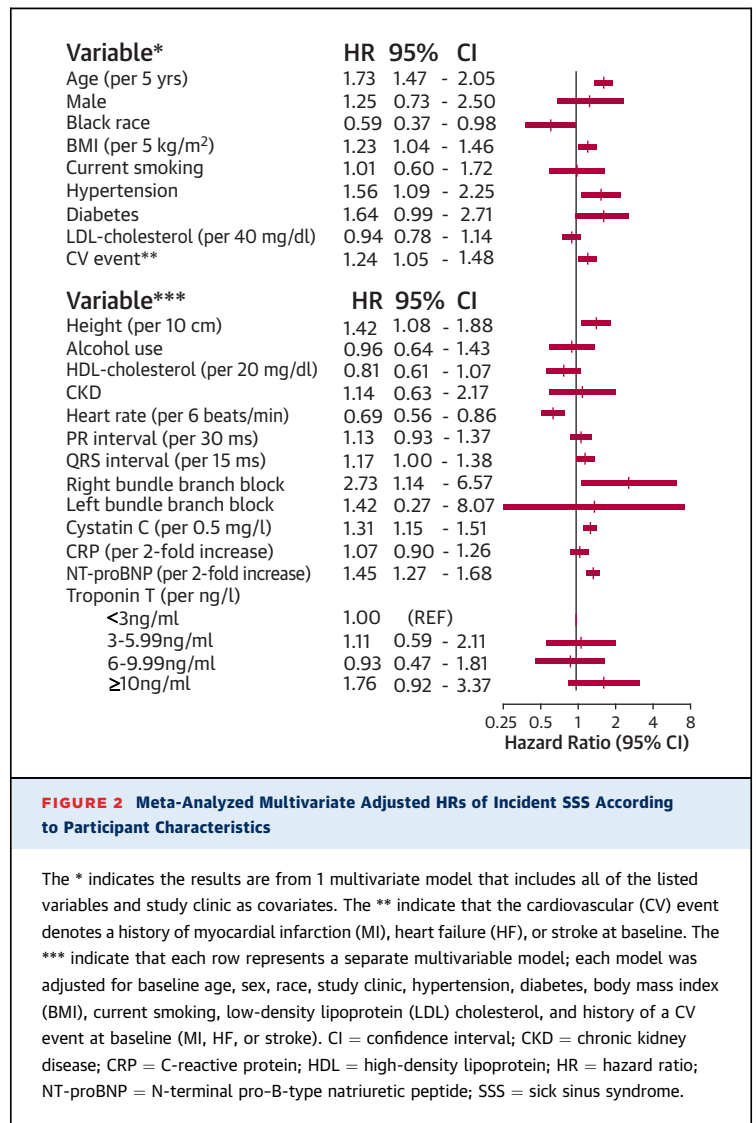 Variable* HR 95% CI
Age (per 5 yrs) 1.73 1.47 - 2.05
Male 1.25 0.73 - 2.50
Black race 0.59 0.37 - 0.98
BMI (per 5 kg/m²) 1.23 1.04 - 1.46
Current smoking 1.01 0.60 - 1.72
Hypertension 1.56 1.09 - 2.25
Diabetes 1.64 0.99 - 2.71
LDL-cholesterol (per 40 mg/dl) 0.94 0.78 - 1.14
CV event** 1.24 1.05 - 1.48
Variable*** HR 95% CI
Height (per 10 cm) 1.42 1.08 - 1.88
Alcohol use 0.96 0.64 - 1.43
HDL-cholesterol (per 20 mg/dl) 0.81 0.61 - 1.07
CKD 1.14 0.63 - 2.17
Heart rate (per 6 beats/min) 0.69 0.56 - 0.86
PR interval (per 30 ms) 1.13 0.93 - 1.37
QRS interval (per 15 ms) 1.17 1.00 - 1.38
Right bundle branch block 2.73 1.14 - 6.57
Left bundle branch block 1.42 0.27 - 8.07
Cystatin C (per 0.5 mg/l) 1.31 1.15 - 1.51
CRP (per 2-fold increase) 1.07 0.90 - 1.26
NT-proBNP (per 2-fold increase) 1.45 1.27 - 1.68
Troponin T (per ng/l)
<3ng/ml 1.00 (REF)
3-5.99ng/ml 1.11 0.59 - 2.11
6-9.99ng/ml 0.93 0.47 - 1.81
≥10ng/ml 1.76 0.92 - 3.37
0.25 0.5 1 2 4 8
Hazard Ratio (95% CI)
FIGURE 2 Meta-Analyzed Multivariate Adjusted HRs of Incident SSS According
to Participant Characteristics
The * indicates the results are from 1 multivariate model that includes all of the listed
variables and study clinic as covariates. The ** indicate that the cardiovascular (CV) event
denotes a history of myocardial infarction (MI), heart failure (HF), or stroke at baseline. The
*** indicate that each row represents a separate multivariable model; each model was
adjusted for baseline age, sex, race, study clinic, hypertension, diabetes, body mass index
(BMI), current smoking, low-density lipoprotein (LDL) cholesterol, and history of a CV
event at baseline (MI, HF, or stroke). CI = confidence interval; CKD = chronic kidney
disease; CRP = C-reactive protein; HDL = high-density lipoprotein; HR = hazard ratio;
NT-proBNP = N-terminal pro–B-type natriuretic peptide; SSS = sick sinus syndrome.